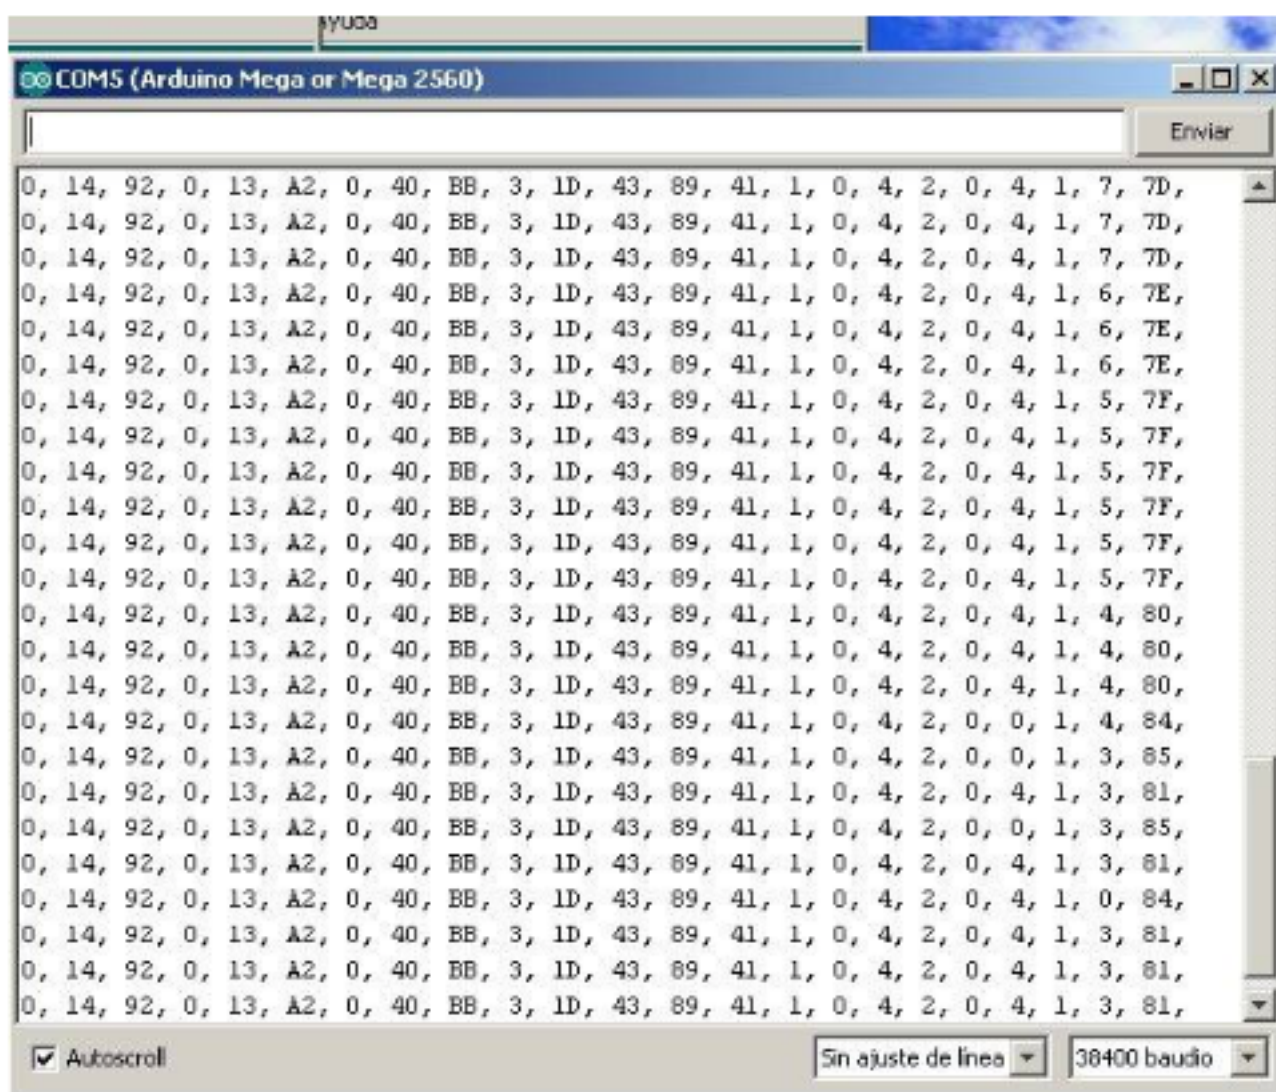 yuda
COM5 (Arduino Mega or Mega 2560)
Enviar
0, 14, 92, 0, 13, A2, 0, 40, BB, 3, 1D, 43, 89, 41, 1, 0, 4, 2, 0, 4, 1, 7, 7D,
0, 14, 92, 0, 13, A2, 0, 40, BB, 3, 1D, 43, 89, 41, 1, 0, 4, 2, 0, 4, 1, 7, 7D,
0, 14, 92, 0, 13, A2, 0, 40, BB, 3, 1D, 43, 89, 41, 1, 0, 4, 2, 0, 4, 1, 7, 7D,
0, 14, 92, 0, 13, A2, 0, 40, BB, 3, 1D, 43, 89, 41, 1, 0, 4, 2, 0, 4, 1, 6, 7E,
0, 14, 92, 0, 13, A2, 0, 40, BB, 3, 1D, 43, 89, 41, 1, 0, 4, 2, 0, 4, 1, 6, 7E,
0, 14, 92, 0, 13, A2, 0, 40, BB, 3, 1D, 43, 89, 41, 1, 0, 4, 2, 0, 4, 1, 6, 7E,
0, 14, 92, 0, 13, A2, 0, 40, BB, 3, 1D, 43, 89, 41, 1, 0, 4, 2, 0, 4, 1, 5, 7F,
0, 14, 92, 0, 13, A2, 0, 40, BB, 3, 1D, 43, 89, 41, 1, 0, 4, 2, 0, 4, 1, 5, 7F,
0, 14, 92, 0, 13, A2, 0, 40, BB, 3, 1D, 43, 89, 41, 1, 0, 4, 2, 0, 4, 1, 5, 7F,
0, 14, 92, 0, 13, A2, 0, 40, BB, 3, 1D, 43, 89, 41, 1, 0, 4, 2, 0, 4, 1, 5, 7F,
0, 14, 92, 0, 13, A2, 0, 40, BB, 3, 1D, 43, 89, 41, 1, 0, 4, 2, 0, 4, 1, 5, 7F,
0, 14, 92, 0, 13, A2, 0, 40, BB, 3, 1D, 43, 89, 41, 1, 0, 4, 2, 0, 4, 1, 5, 7F,
0, 14, 92, 0, 13, A2, 0, 40, BB, 3, 1D, 43, 89, 41, 1, 0, 4, 2, 0, 4, 1, 4, 80,
0, 14, 92, 0, 13, A2, 0, 40, BB, 3, 1D, 43, 89, 41, 1, 0, 4, 2, 0, 4, 1, 4, 80,
0, 14, 92, 0, 13, A2, 0, 40, BB, 3, 1D, 43, 89, 41, 1, 0, 4, 2, 0, 4, 1, 4, 80,
0, 14, 92, 0, 13, A2, 0, 40, BB, 3, 1D, 43, 89, 41, 1, 0, 4, 2, 0, 0, 1, 4, 84,
0, 14, 92, 0, 13, A2, 0, 40, BB, 3, 1D, 43, 89, 41, 1, 0, 4, 2, 0, 0, 1, 3, 85,
0, 14, 92, 0, 13, A2, 0, 40, BB, 3, 1D, 43, 89, 41, 1, 0, 4, 2, 0, 4, 1, 3, 81,
0, 14, 92, 0, 13, A2, 0, 40, BB, 3, 1D, 43, 89, 41, 1, 0, 4, 2, 0, 0, 1, 3, 85,
0, 14, 92, 0, 13, A2, 0, 40, BB, 3, 1D, 43, 89, 41, 1, 0, 4, 2, 0, 4, 1, 3, 81,
0, 14, 92, 0, 13, A2, 0, 40, BB, 3, 1D, 43, 89, 41, 1, 0, 4, 2, 0, 4, 1, 0, 84,
0, 14, 92, 0, 13, A2, 0, 40, BB, 3, 1D, 43, 89, 41, 1, 0, 4, 2, 0, 4, 1, 3, 81,
0, 14, 92, 0, 13, A2, 0, 40, BB, 3, 1D, 43, 89, 41, 1, 0, 4, 2, 0, 4, 1, 3, 81,
0, 14, 92, 0, 13, A2, 0, 40, BB, 3, 1D, 43, 89, 41, 1, 0, 4, 2, 0, 4, 1, 3, 81,
Autoscroll
Sin ajuste de línea
38400 baudio